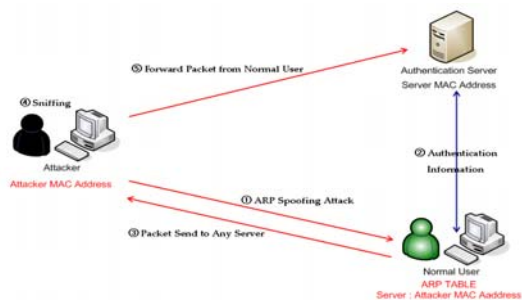 ⑤ Forward Packet from Normal User
Authentication Server
Server MAC Address
④ Sniffing
Attacker
Attacker MAC Address
② Authentication
Information
① ARP Spoofing Attack
③ Packet Send to Any Server
Normal User
ARP TABLE
Server : Attacker MAC Aaddress